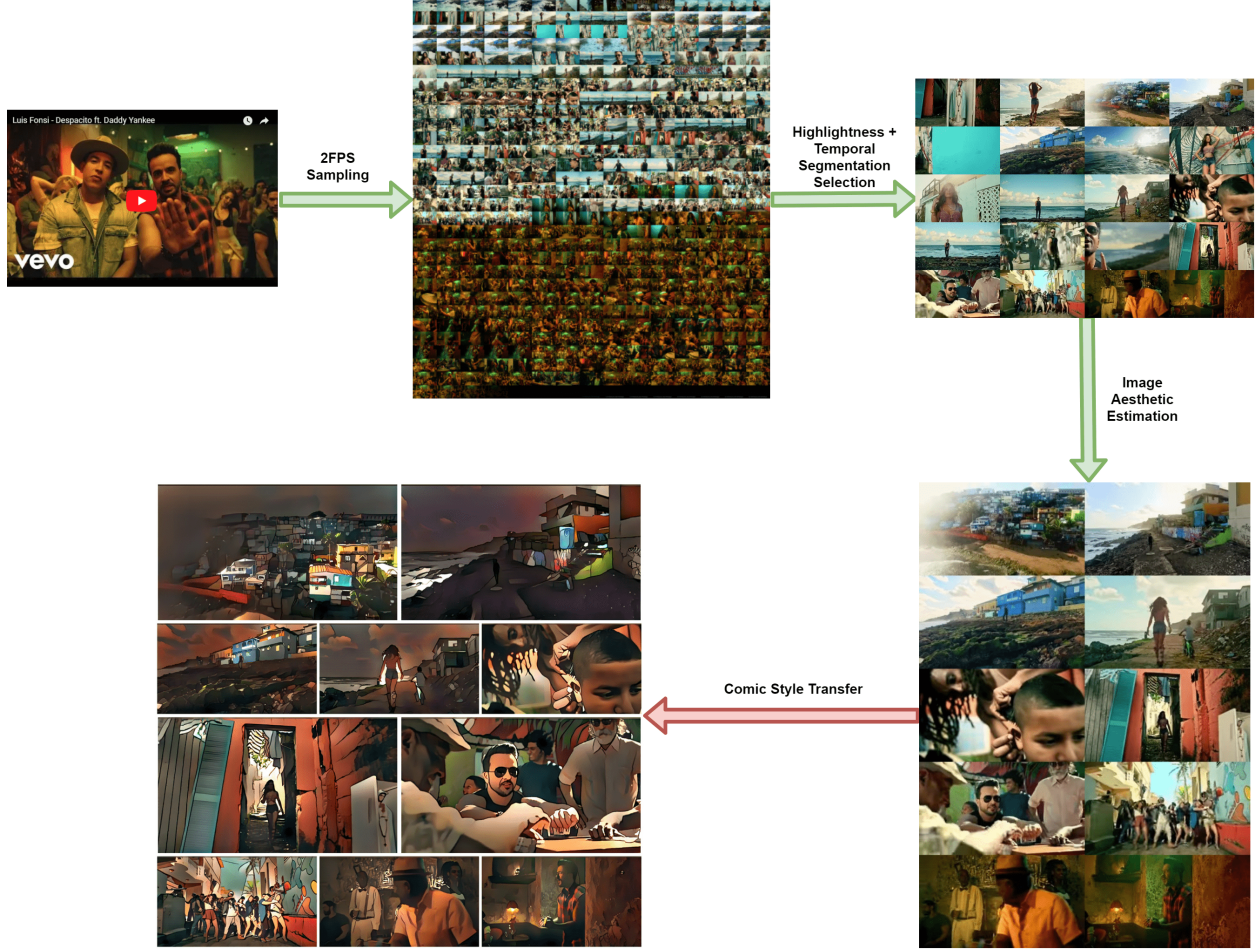 Luis Fonsi - Despacito ft. Daddy Yankee
vevo
2FPS
Sampling
Highlightness +
Temporal
Segmentation
Selection
Image
Aesthetic
Estimation
Comic Style Transfer